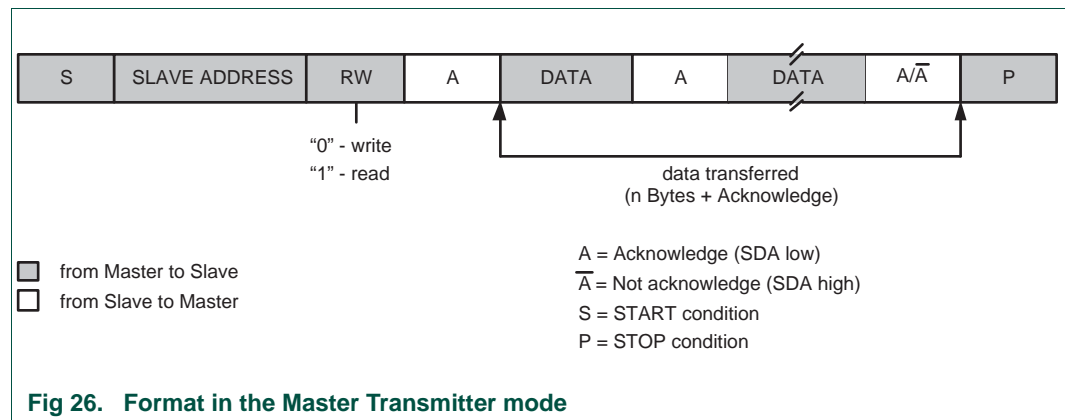 S SLAVE ADDRESS RW A DATA A DATA A/A̅ P
“0” - write
“1” - read
data transferred
(n Bytes + Acknowledge)
from Master to Slave
from Slave to Master
A = Acknowledge (SDA low)
A̅ = Not acknowledge (SDA high)
S = START condition
P = STOP condition
Fig 26. Format in the Master Transmitter mode